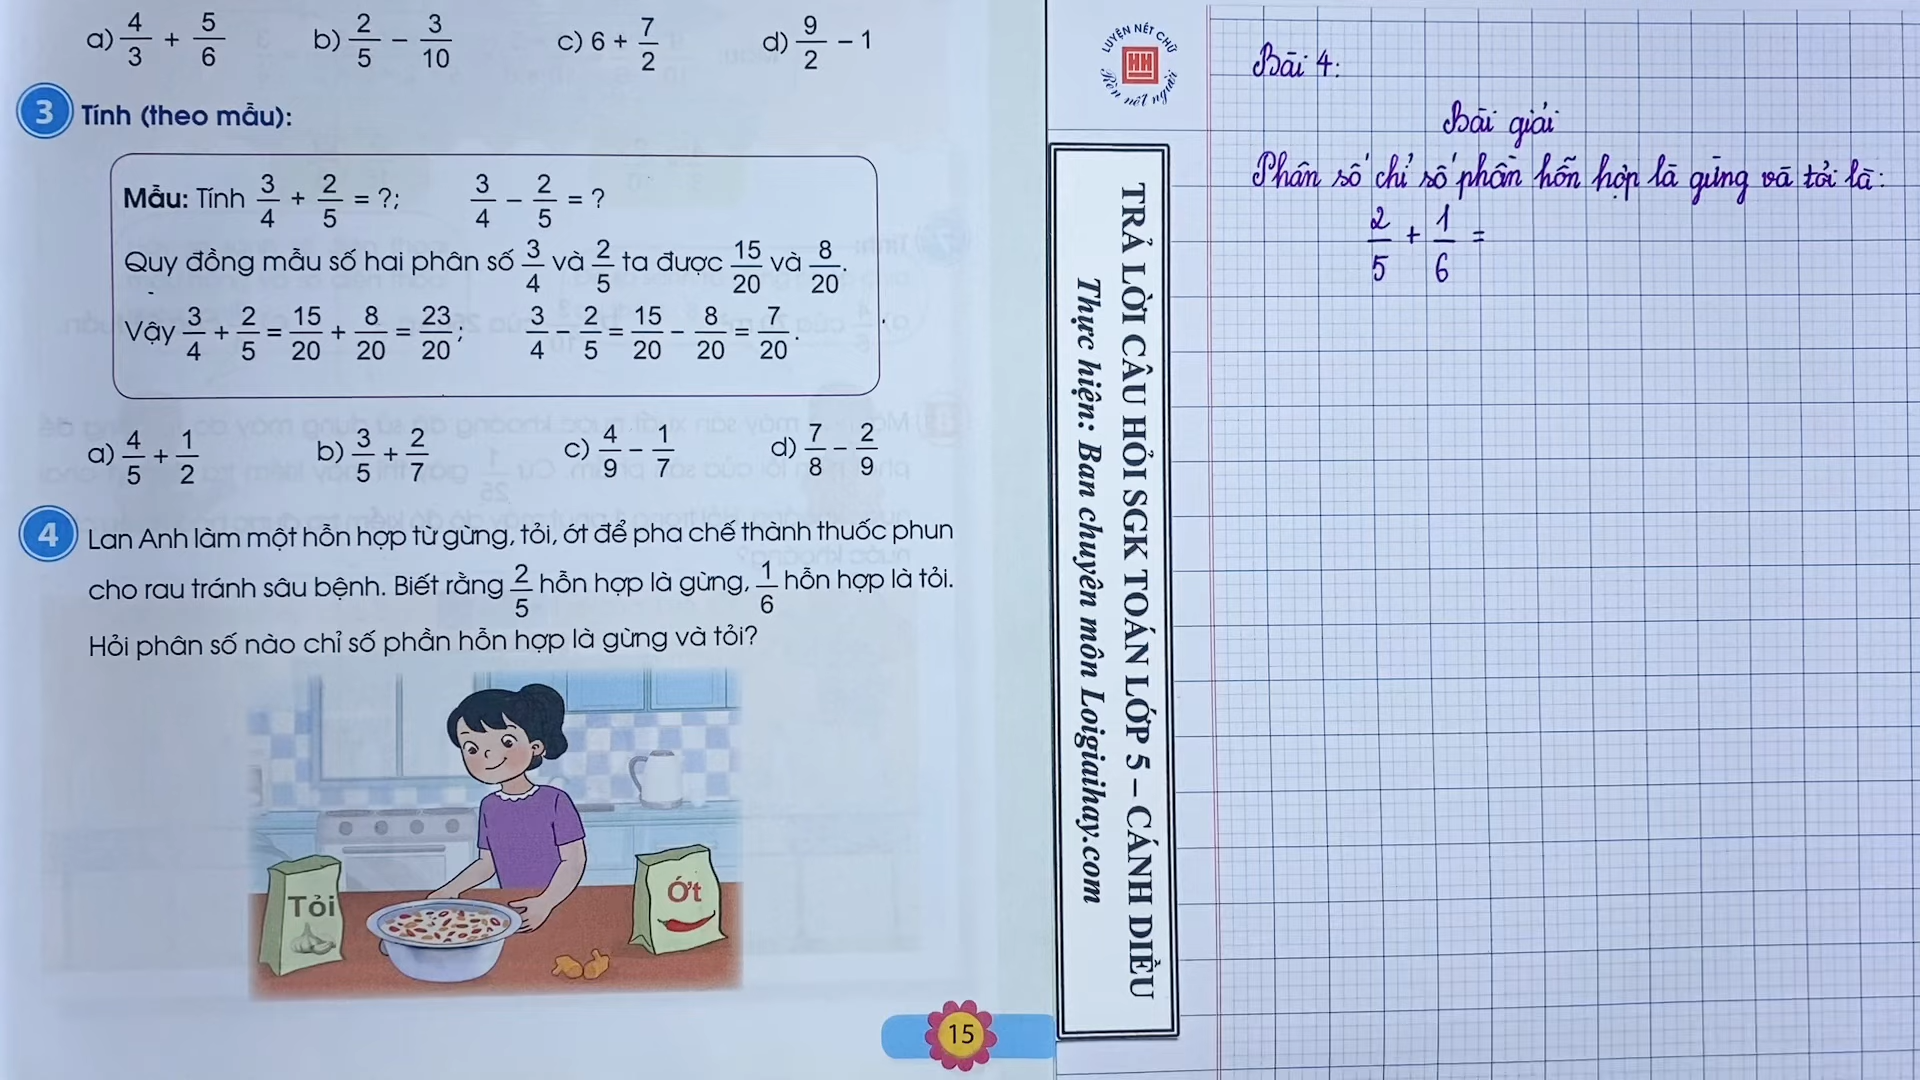 a) 4/3 + 5/6 b) 2/5 − 3/10 c) 6 + 7/2 d) 9/2 − 1
3 Tính (theo mẫu):
Mẫu: Tính 3/4 + 2/5 = ?; 3/4 − 2/5 = ?
Quy đồng mẫu số hai phân số 3/4 và 2/5 ta được 15/20 và 8/20.
Vậy 3/4 + 2/5 = 15/20 + 8/20 = 23/20; 3/4 − 2/5 = 15/20 − 8/20 = 7/20.
a) 4/5 + 1/2 b) 3/5 + 2/7 c) 4/9 − 1/7 d) 7/8 − 2/9
4 Lan Anh làm một hỗn hợp từ gừng, tỏi, ớt để pha chế thành thuốc phun
cho rau tránh sâu bệnh. Biết rằng 2/5 hỗn hợp là gừng, 1/6 hỗn hợp là tỏi.
Hỏi phân số nào chỉ số phần hỗn hợp là gừng và tỏi?
Tỏi
Ớt
15
LUYỆN NÉT CHỮ
HH
Rèn nết người
TRẢ LỜI CÂU HỎI SGK TOÁN LỚP 5 – CÁNH DIỀU
Thực hiện: Ban chuyên môn Loigiaihay.com
Bài 4:
Bài giải
Phân số chỉ số phần hỗn hợp là gừng và tỏi là:
2/5 + 1/6 =